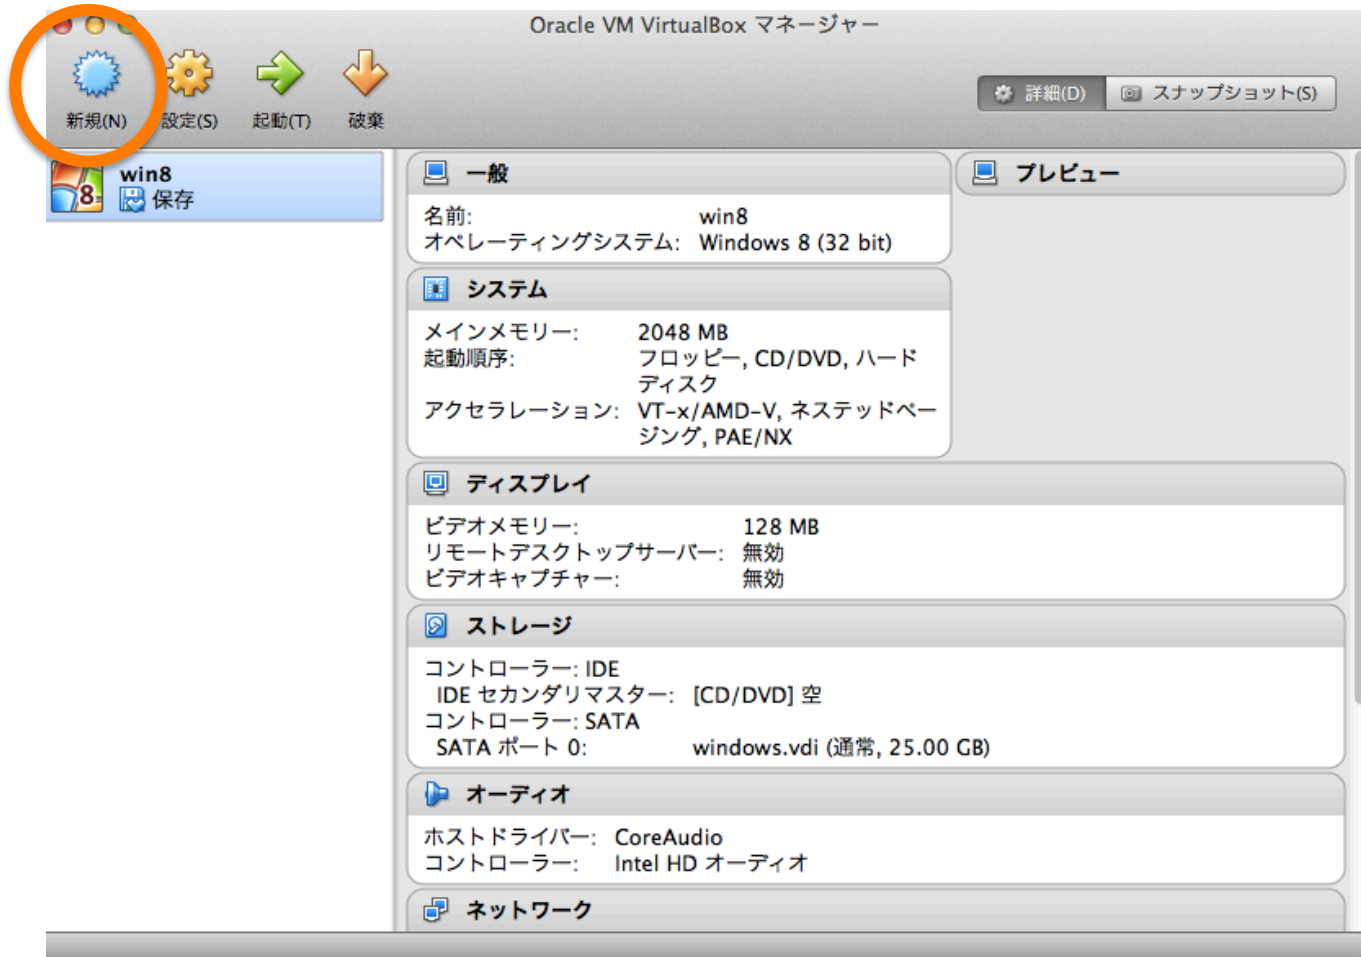 Oracle VM VirtualBox マネージャー
新規(N) 設定(S) 起動(T) 破棄
詳細(D) スナップショット(S)
8
win8
保存
一般
名前: win8
オペレーティングシステム: Windows 8 (32 bit)
プレビュー
システム
メインメモリー: 2048 MB
起動順序: フロッピー, CD/DVD, ハード
ディスク
アクセラレーション: VT-x/AMD-V, ネステッドペー
ジング, PAE/NX
ディスプレイ
ビデオメモリー: 128 MB
リモートデスクトップサーバー: 無効
ビデオキャプチャー: 無効
ストレージ
コントローラー: IDE
IDE セカンダリマスター: [CD/DVD] 空
コントローラー: SATA
SATA ポート 0: windows.vdi (通常, 25.00 GB)
オーディオ
ホストドライバー: CoreAudio
コントローラー: Intel HD オーディオ
ネットワーク